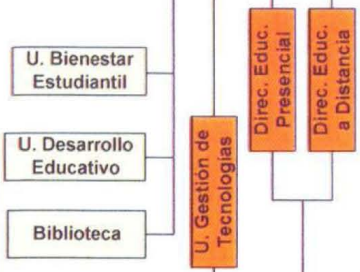 U. Bienestar
Estudiantil
U. Desarrollo
Educativo
Biblioteca
U. Gestión de
Tecnologías
Direc. Educ.
Presencial
Direc. Educ.
a Distancia